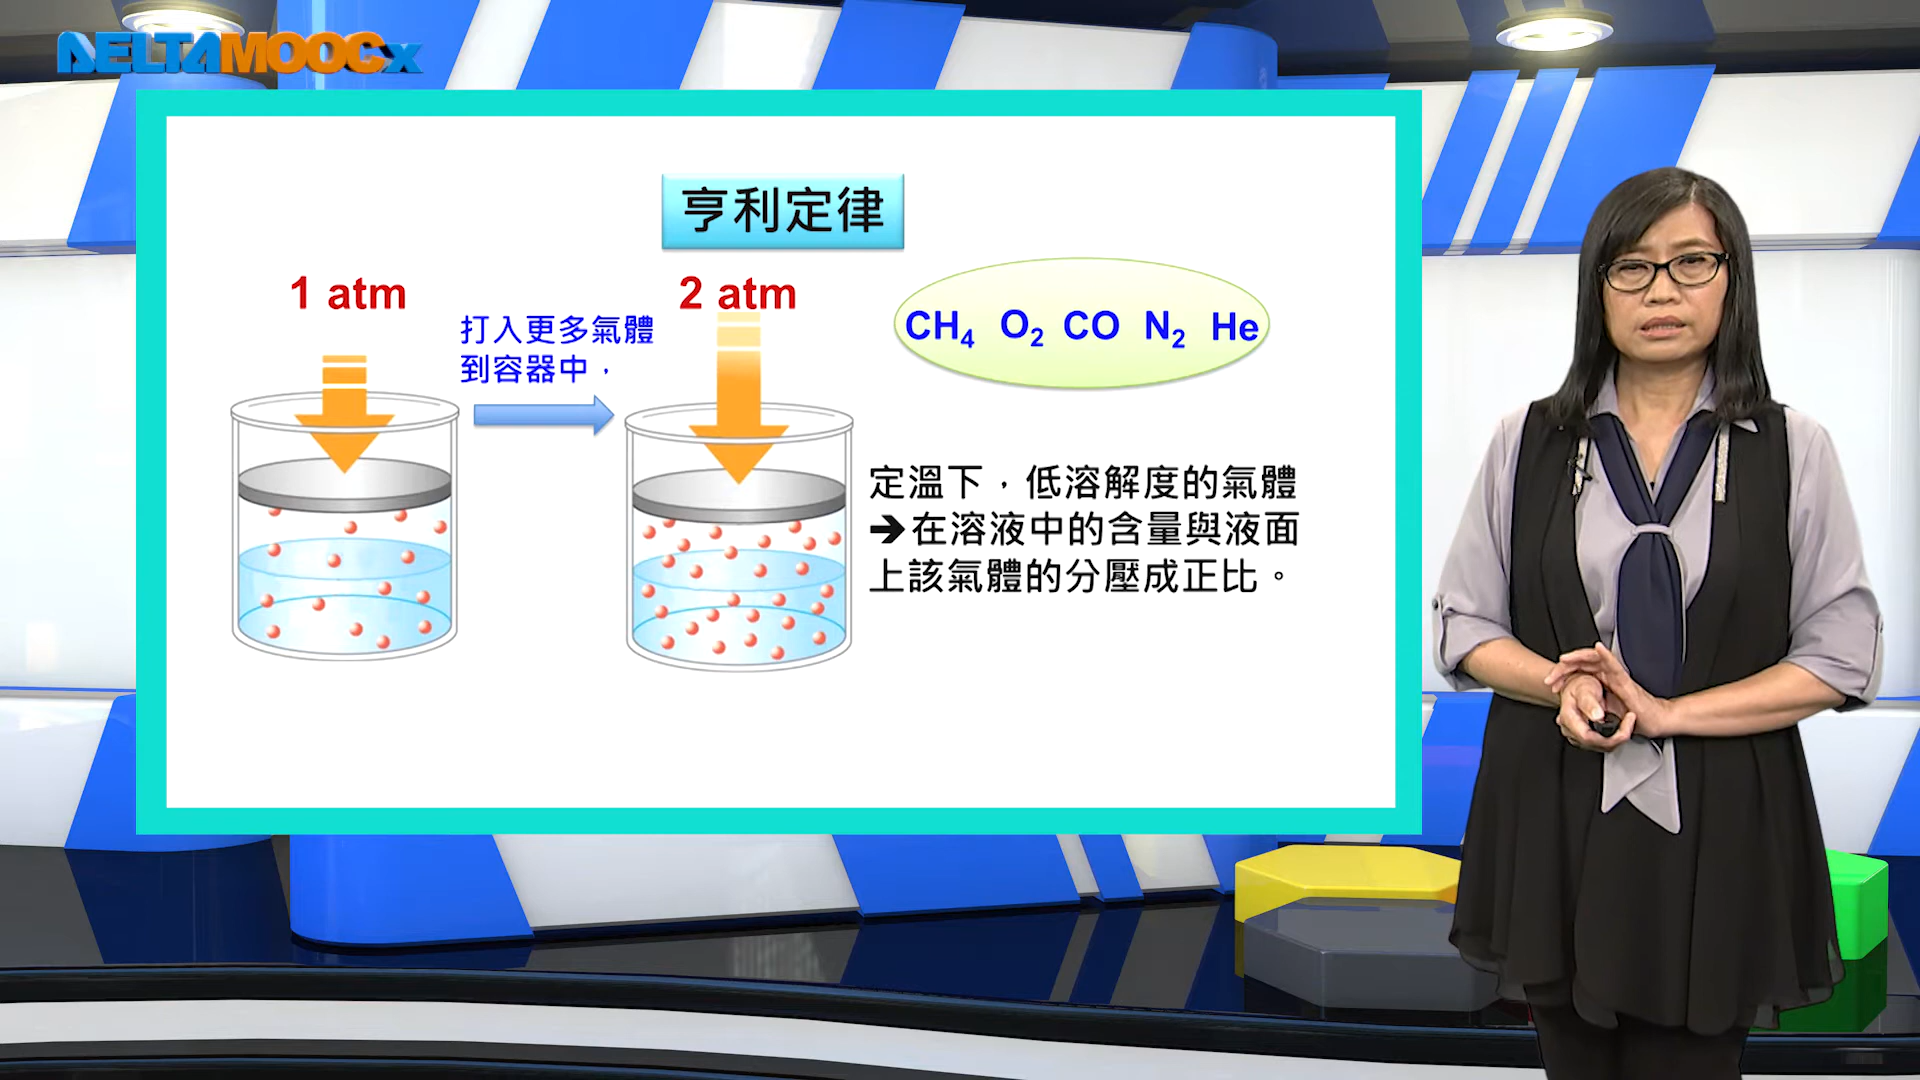 DELTAMOOCx
亨利定律
1 atm
2 atm
打入更多氣體
到容器中，
CH₄ O₂ CO N₂ He
定溫下，低溶解度的氣體
➔在溶液中的含量與液面
上該氣體的分壓成正比。